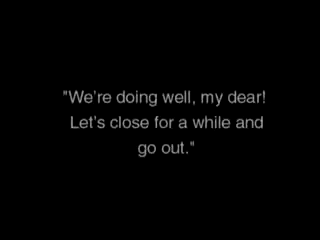 "We're doing well, my dear!
Let's close for a while and
go out."